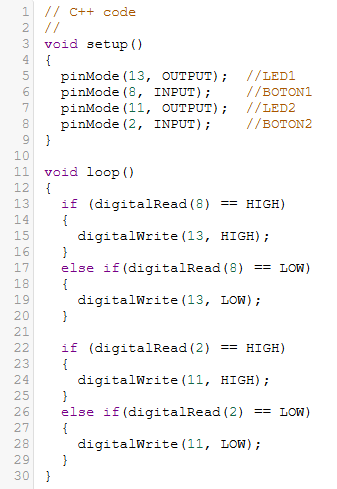 1 // C++ code
2 //
3 void setup()
4 {
5   pinMode(13, OUTPUT);  //LED1
6   pinMode(8, INPUT);    //BOTON1
7   pinMode(11, OUTPUT);  //LED2
8   pinMode(2, INPUT);    //BOTON2
9 }
10
11 void loop()
12 {
13   if (digitalRead(8) == HIGH)
14   {
15     digitalWrite(13, HIGH);
16   }
17   else if(digitalRead(8) == LOW)
18   {
19     digitalWrite(13, LOW);
20   }
21
22   if (digitalRead(2) == HIGH)
23   {
24     digitalWrite(11, HIGH);
25   }
26   else if(digitalRead(2) == LOW)
27   {
28     digitalWrite(11, LOW);
29   }
30 }